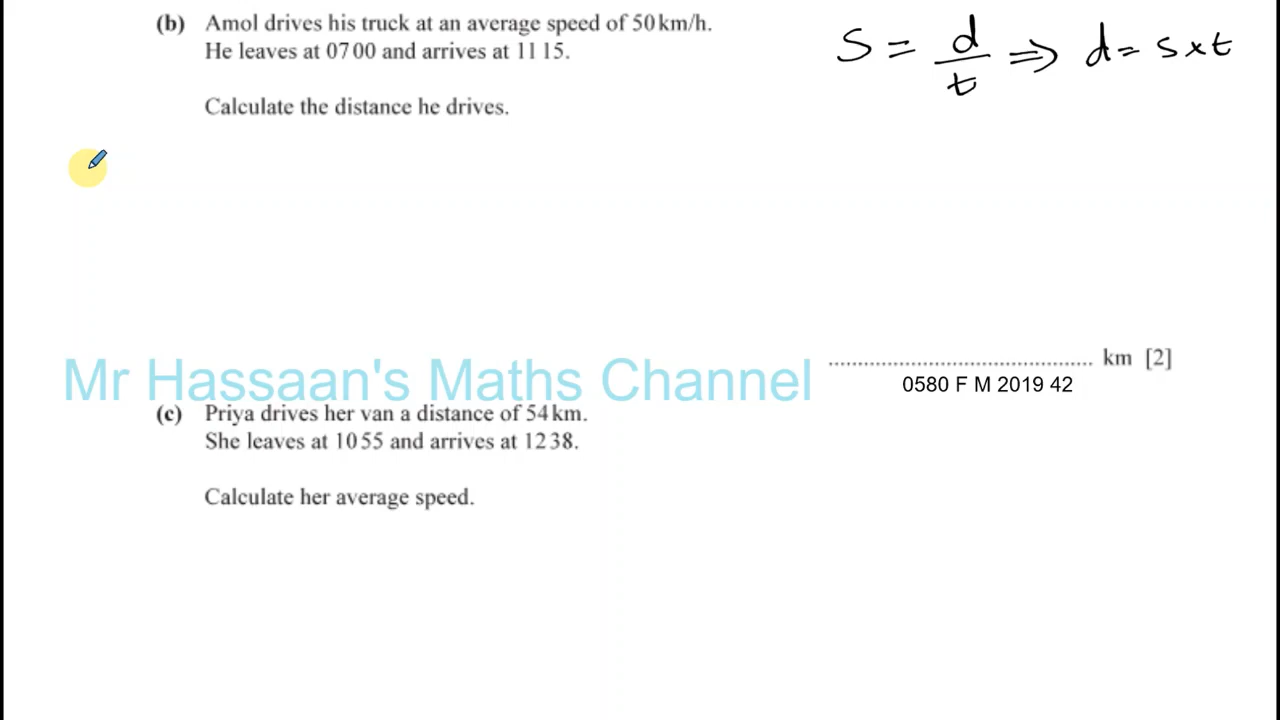 (b) Amol drives his truck at an average speed of 50 km/h.
He leaves at 07 00 and arrives at 11 15.
S = d/t ⇒ d = s × t
Calculate the distance he drives.
........................................... km [2]
0580 F M 2019 42
Mr Hassaan's Maths Channel
(c) Priya drives her van a distance of 54 km.
She leaves at 10 55 and arrives at 12 38.
Calculate her average speed.